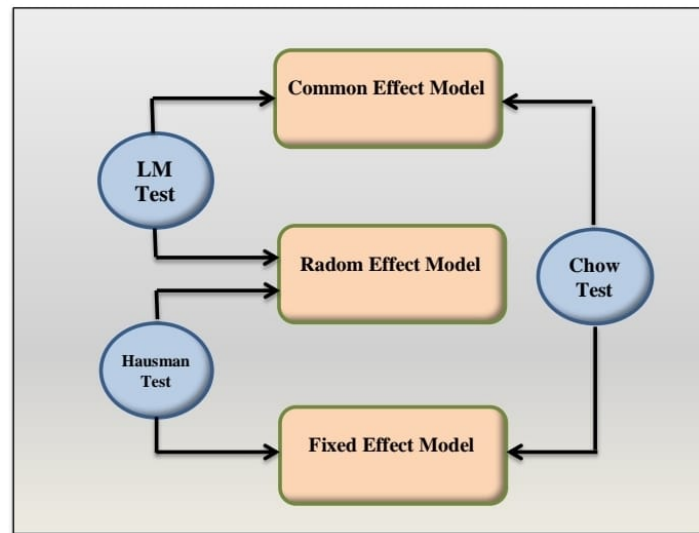 Common Effect Model
LM
Test
Radom Effect Model
Chow
Test
Hausman
Test
Fixed Effect Model